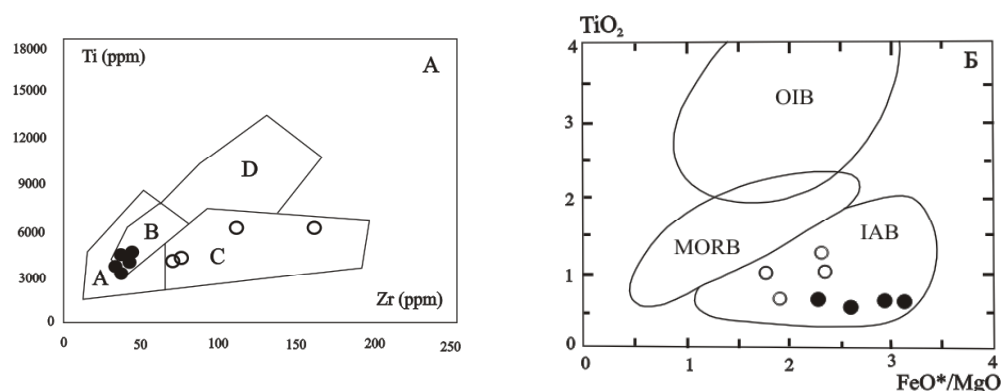 Ti (ppm)
A
18000
15000
12000
9000
6000
3000
0
D
B
A
C
Zr (ppm)
0
50
100
150
200
250
TiO2
Б
4
3
2
1
0
OIB
MORB
IAB
0
1
2
3
4
FeO*/MgO